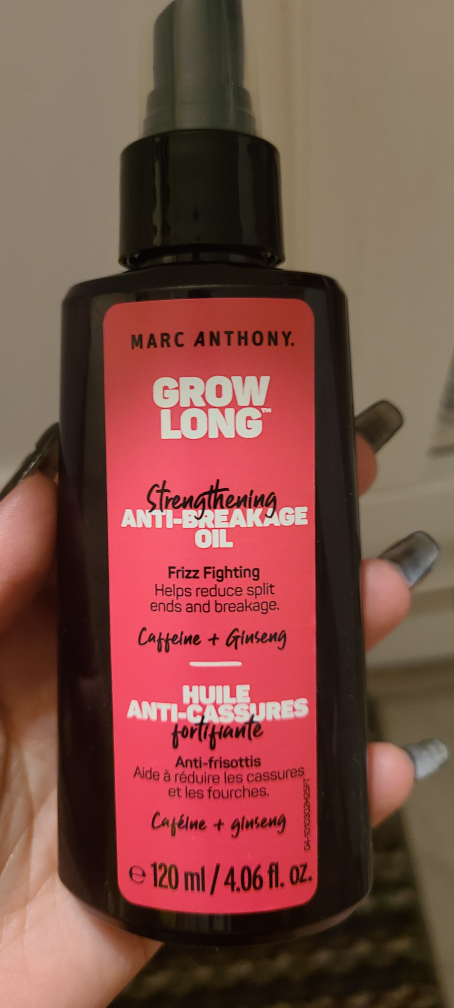 MARC ANTHONY.
GROW
LONG™
Strengthening
ANTI-BREAKAGE
OIL
Frizz Fighting
Helps reduce split
ends and breakage.
Caffeine + Ginseng
HUILE
ANTI-CASSURES
fortifiante
Anti-frisottis
Aide à réduire les cassures
et les fourches.
Caféine + ginseng
℮ 120 ml / 4.06 fl. oz.